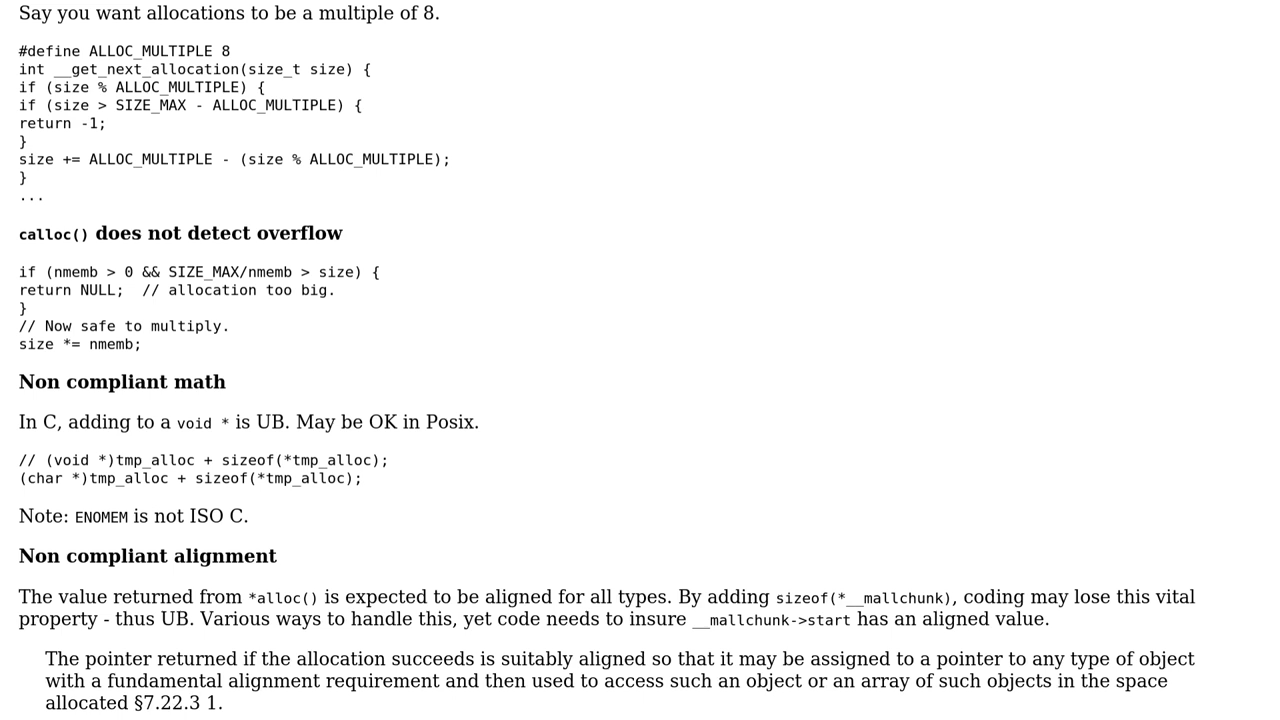 Say you want allocations to be a multiple of 8.
#define ALLOC_MULTIPLE 8
int __get_next_allocation(size_t size) {
if (size % ALLOC_MULTIPLE) {
if (size > SIZE_MAX - ALLOC_MULTIPLE) {
return -1;
}
size += ALLOC_MULTIPLE - (size % ALLOC_MULTIPLE);
}
...
calloc() does not detect overflow
if (nmemb > 0 && SIZE_MAX/nmemb > size) {
return NULL;  // allocation too big.
}
// Now safe to multiply.
size *= nmemb;
Non compliant math
In C, adding to a void * is UB. May be OK in Posix.
// (void *)tmp_alloc + sizeof(*tmp_alloc);
(char *)tmp_alloc + sizeof(*tmp_alloc);
Note: ENOMEM is not ISO C.
Non compliant alignment
The value returned from *alloc() is expected to be aligned for all types. By adding sizeof(*__mallchunk), coding may lose this vital
property - thus UB. Various ways to handle this, yet code needs to insure __mallchunk->start has an aligned value.
The pointer returned if the allocation succeeds is suitably aligned so that it may be assigned to a pointer to any type of object
with a fundamental alignment requirement and then used to access such an object or an array of such objects in the space
allocated §7.22.3 1.